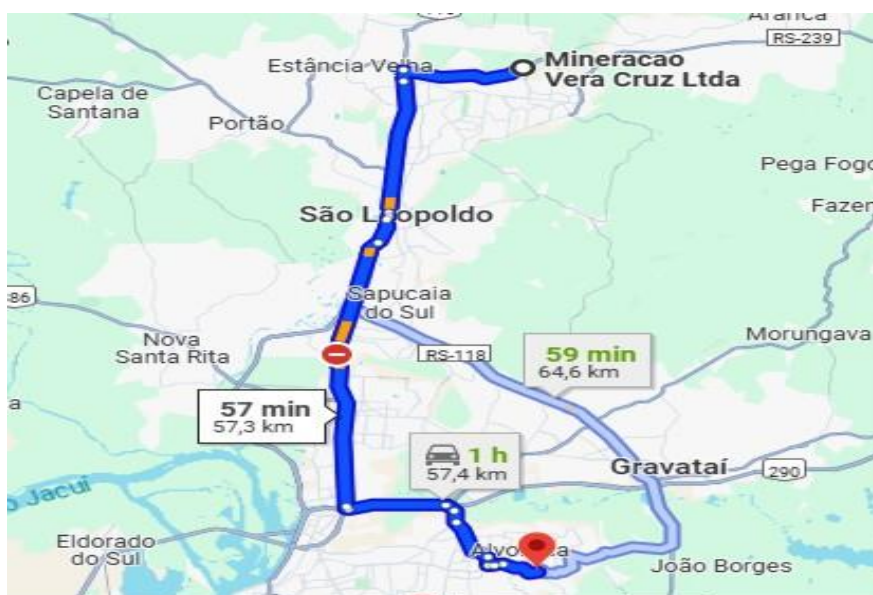 Araricá
RS-239
Mineracao
Vera Cruz Ltda
Estância Velha
Capela de
Santana
Portão
Pega Fogo
São Leopoldo
Sapucaia
do Sul
Nova
Santa Rita
RS-118
Morungava
59 min
64,6 km
57 min
57,3 km
1 h
57,4 km
Gravataí
290
Jacui
Eldorado
do Sul
Alvorada
João Borges